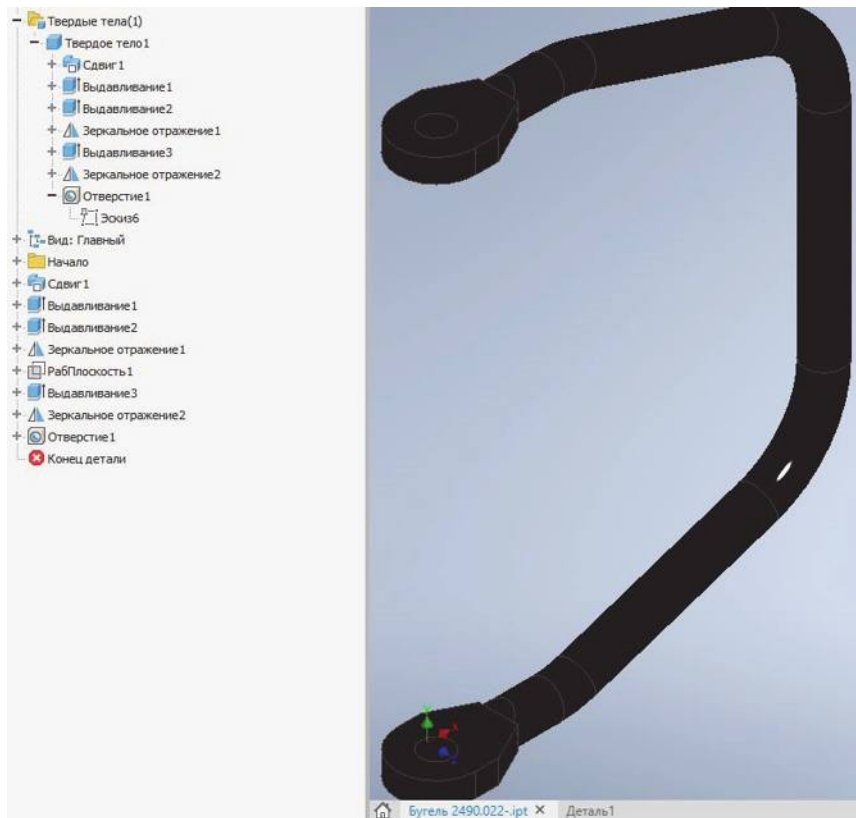 Твердые тела(1)
Твердое тело1
Сдвиг1
Выдавливание1
Выдавливание2
Зеркальное отражение1
Выдавливание3
Зеркальное отражение2
Отверстие1
Эскиз6
Вид: Главный
Начало
Сдвиг1
Выдавливание1
Выдавливание2
Зеркальное отражение1
РабПлоскость1
Выдавливание3
Зеркальное отражение2
Отверстие1
Конец детали
Бугель 2490.022-.ipt Деталь1